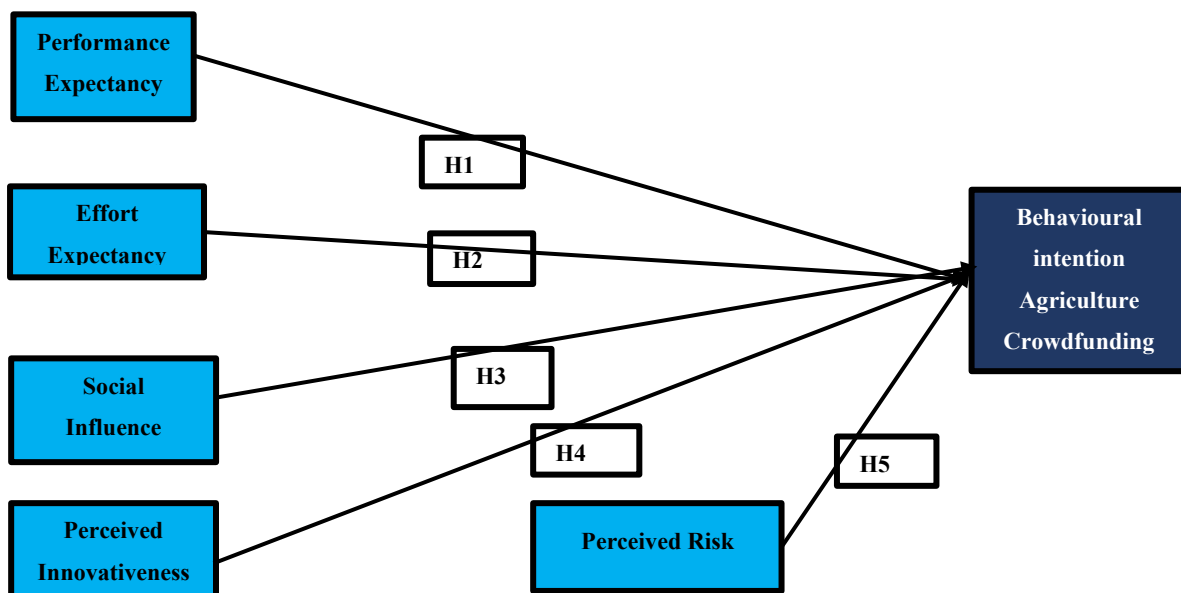 Performance
Expectancy
H1
Effort
Expectancy
H2
Behavioural
intention
Agriculture
Crowdfunding
Social
Influence
H3
H4
H5
Perceived
Innovativeness
Perceived Risk